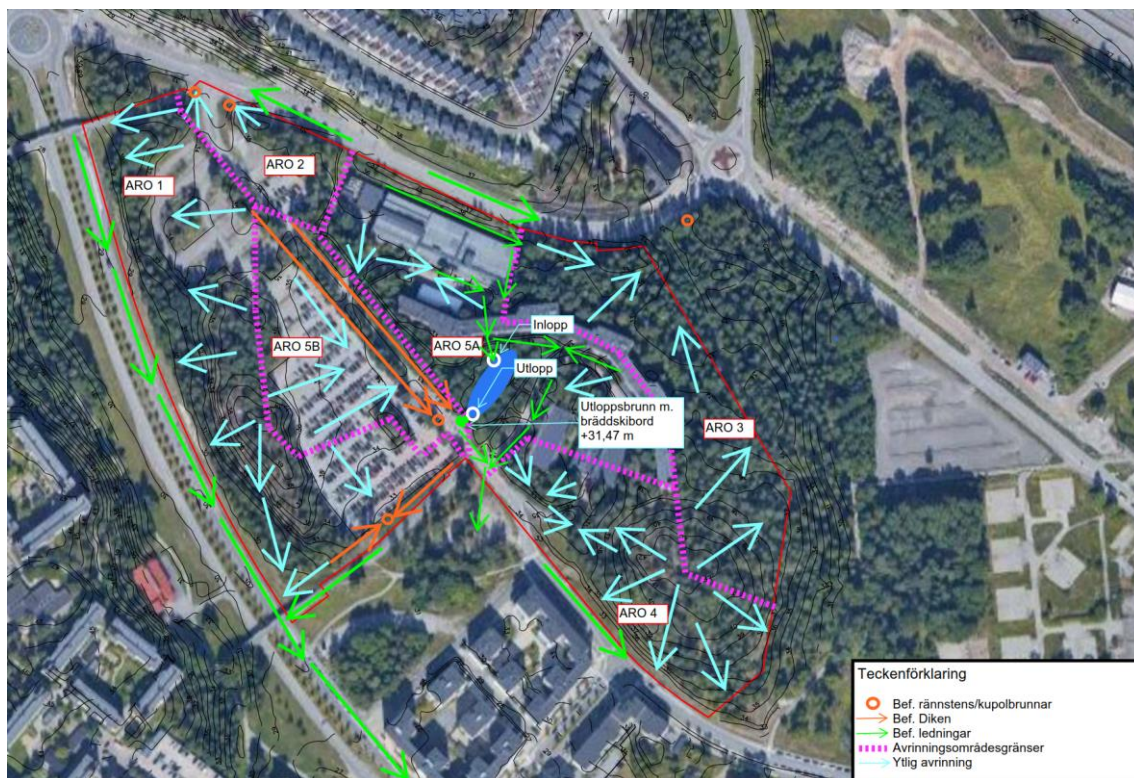 ARO 2
ARO 1
Inlopp
ARO 5A
ARO 5B
Utlopp
Utloppsbrunn m.
bräddskibord
+31,47 m
ARO 3
ARO 4
Teckenförklaring
Bef. rännstens/kupolbrunnar
Bef. Diken
Bef. ledningar
Avrinningsområdesgränser
Ytlig avrinning